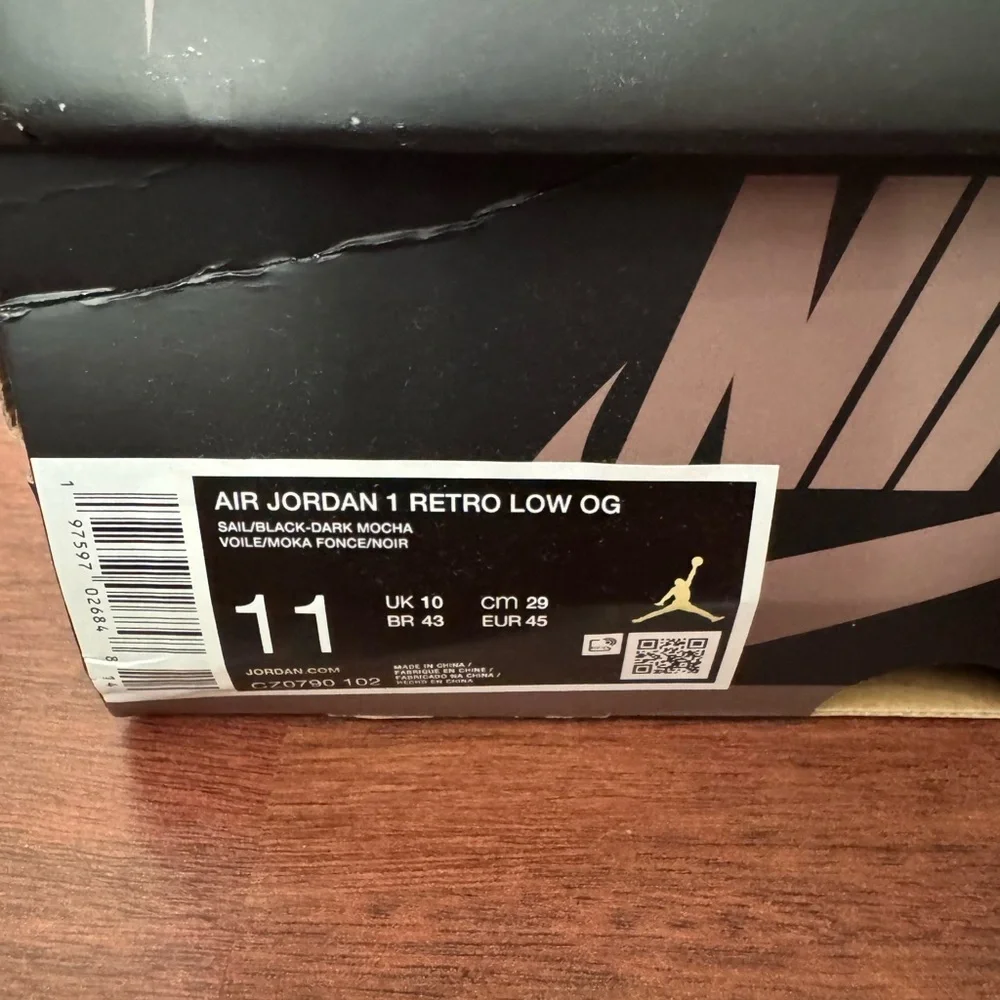 NIK
AIR JORDAN 1 RETRO LOW OG
SAIL/BLACK-DARK MOCHA
VOILE/MOKA FONCE/NOIR
11
UK 10 cm 29
BR 43 EUR 45
JORDAN.COM
CZ0790 102
MADE IN CHINA /
FABRIQUE EN CHINE /
FABRICADO NA CHINA /
HECHO EN CHINA
1 97597 02684 8 14